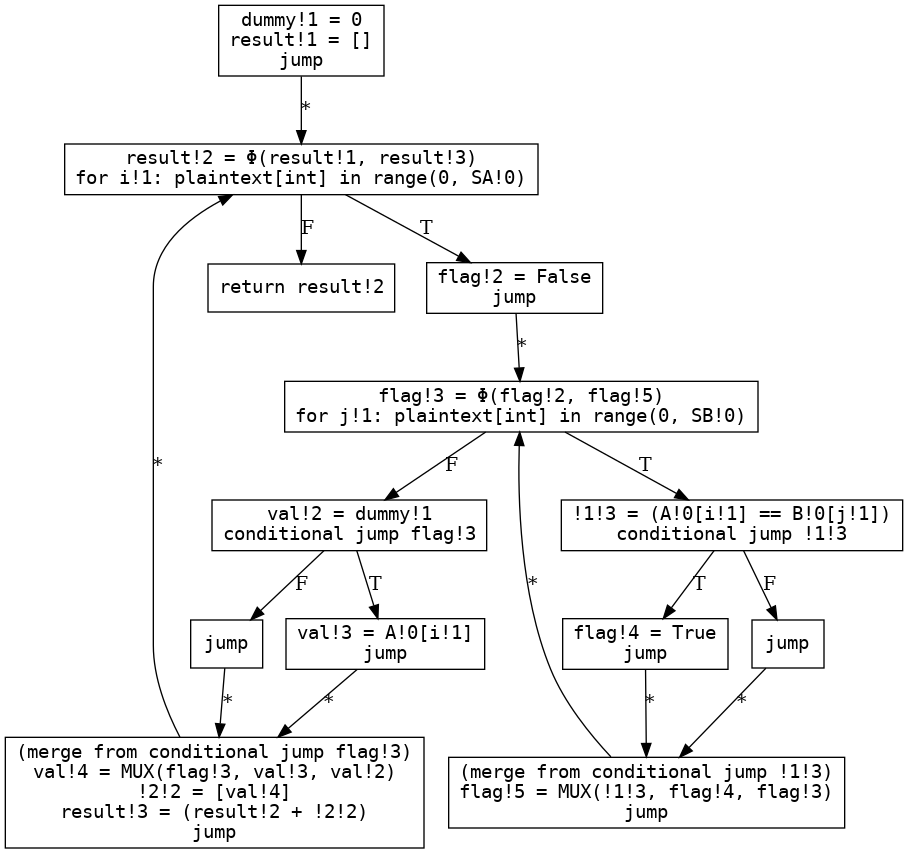 dummy!1 = 0
result!1 = []
jump
*
result!2 = Φ(result!1, result!3)
for i!1: plaintext[int] in range(0, SA!0)
F
T
return result!2
flag!2 = False
jump
*
flag!3 = Φ(flag!2, flag!5)
for j!1: plaintext[int] in range(0, SB!0)
*
F
T
val!2 = dummy!1
conditional jump flag!3
!1!3 = (A!0[i!1] == B!0[j!1])
conditional jump !1!3
F
T
*
T
F
jump
val!3 = A!0[i!1]
jump
flag!4 = True
jump
jump
*
*
*
*
(merge from conditional jump flag!3)
val!4 = MUX(flag!3, val!3, val!2)
!2!2 = [val!4]
result!3 = (result!2 + !2!2)
jump
(merge from conditional jump !1!3)
flag!5 = MUX(!1!3, flag!4, flag!3)
jump